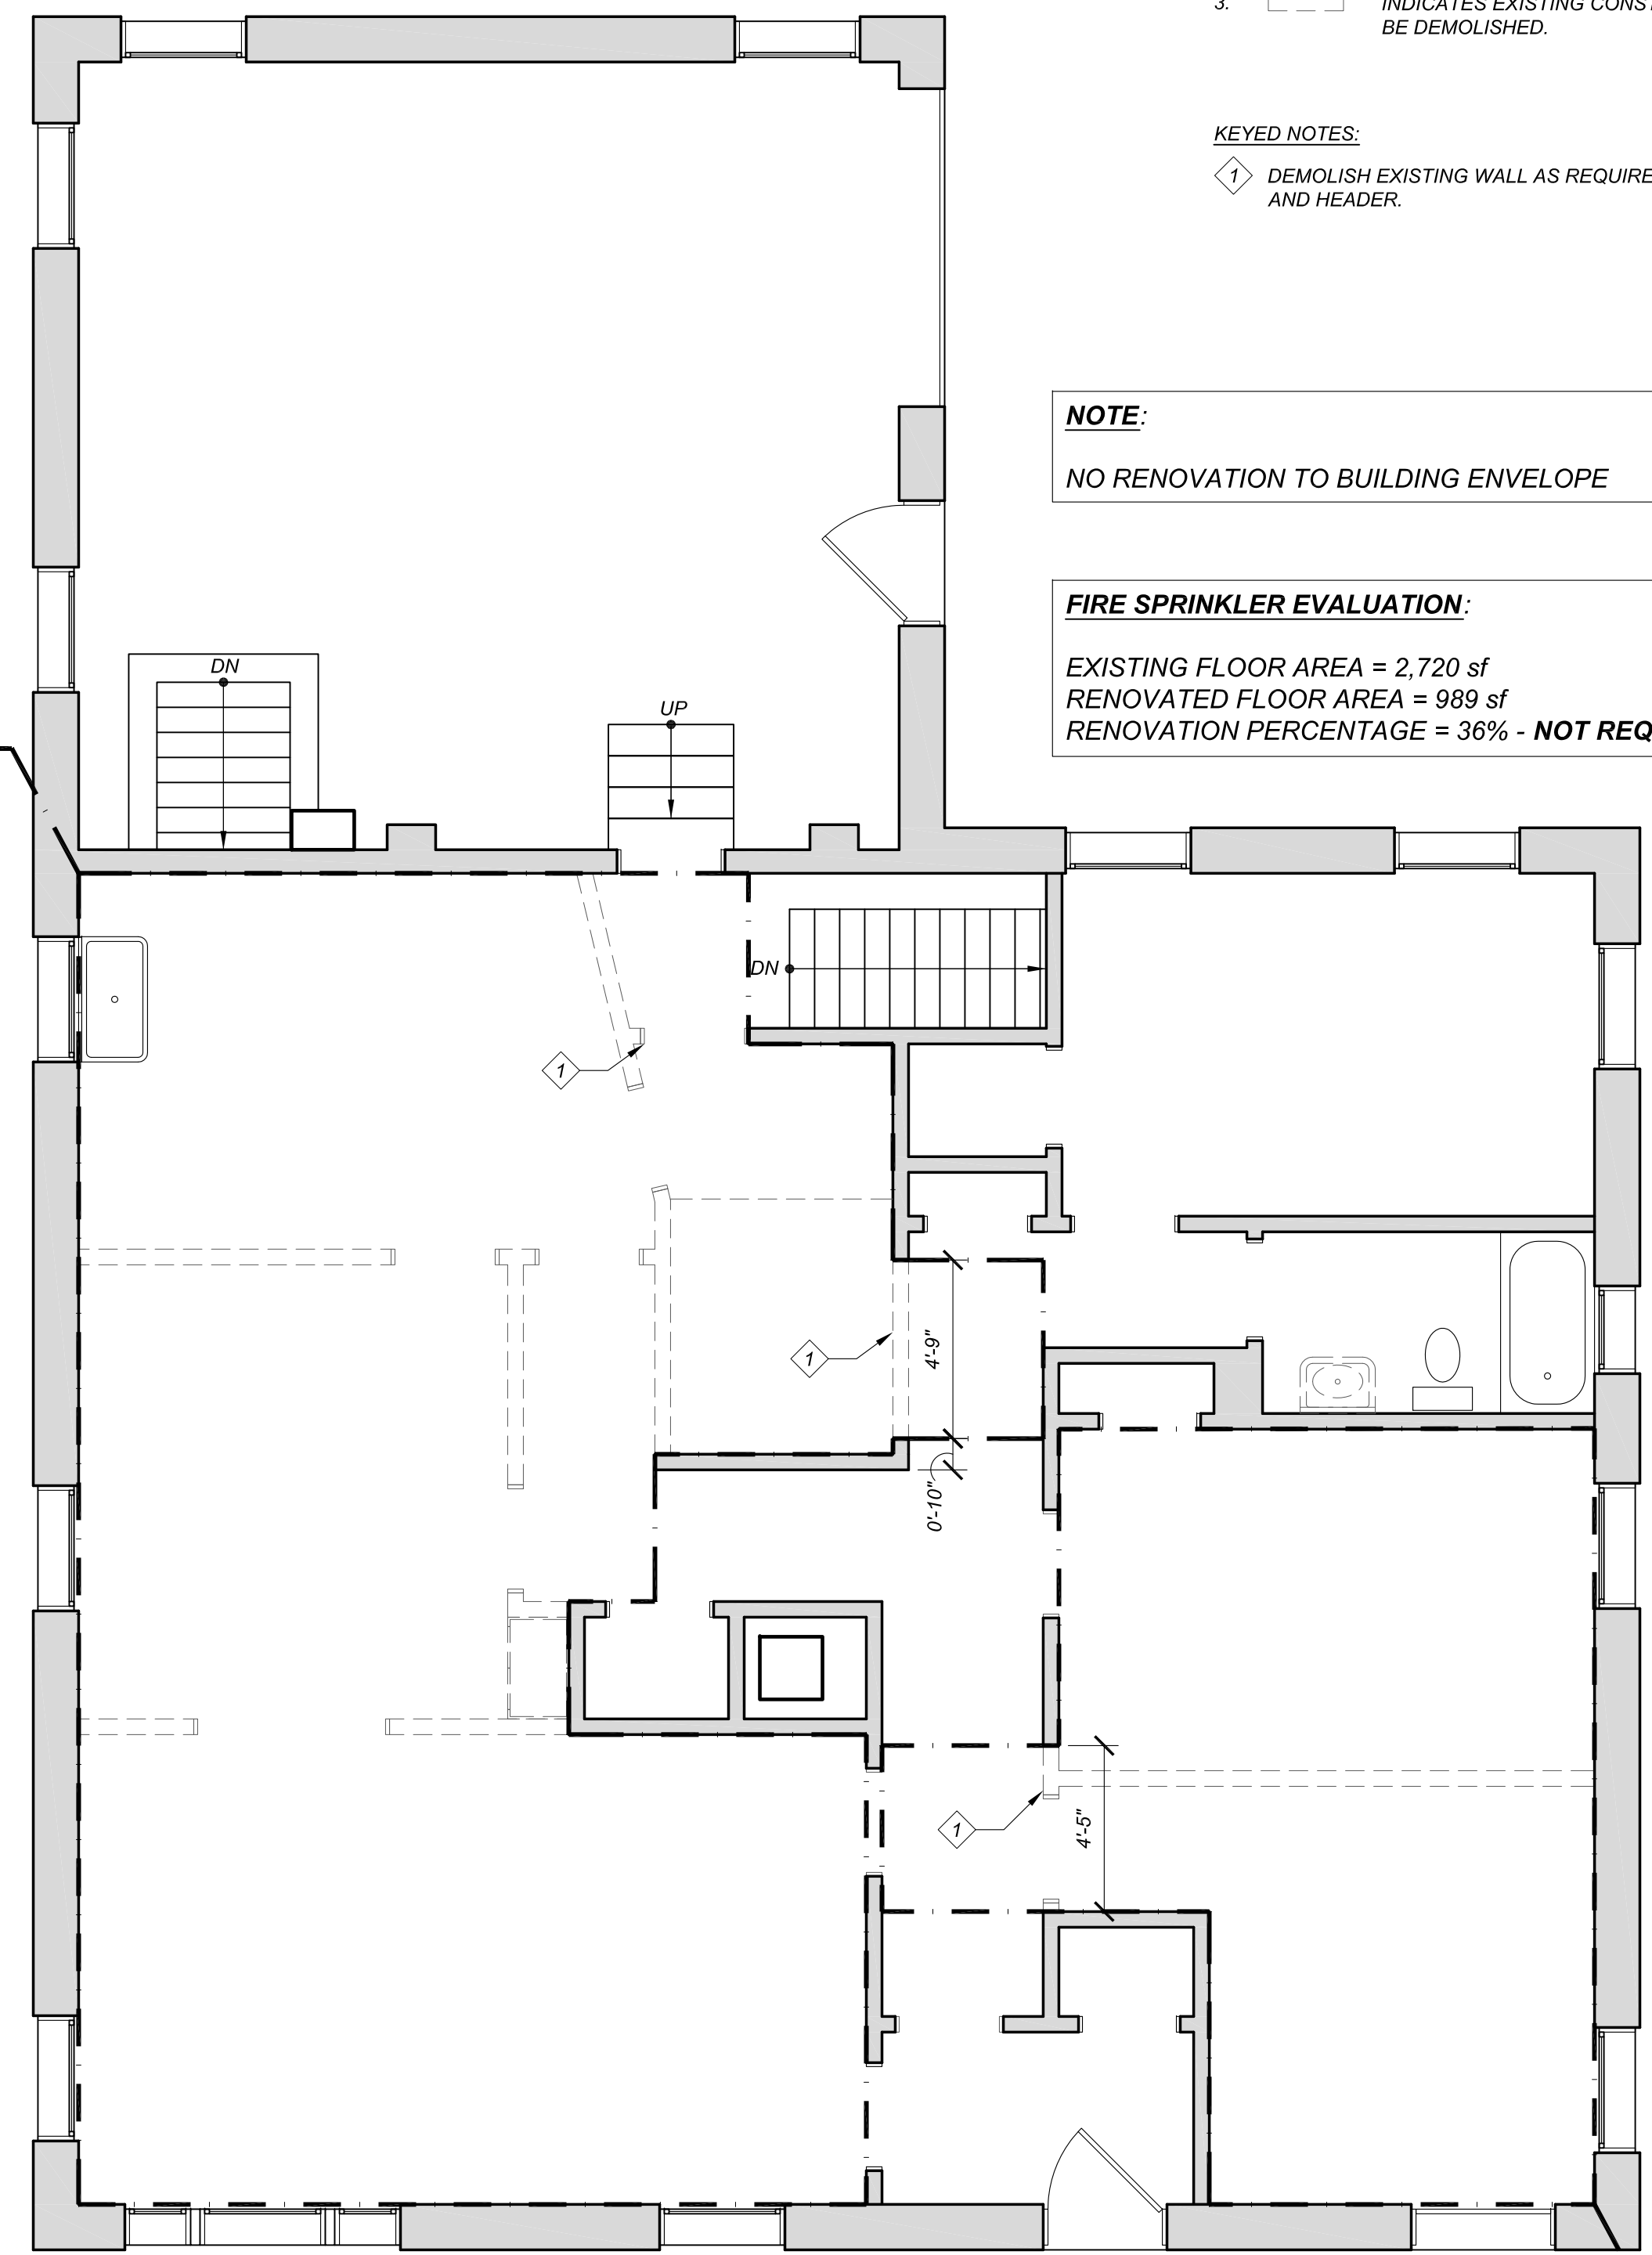 3. INDICATES EXISTING CONST
BE DEMOLISHED.
KEYED NOTES:
1 DEMOLISH EXISTING WALL AS REQUIRE
AND HEADER.
NOTE:
NO RENOVATION TO BUILDING ENVELOPE
FIRE SPRINKLER EVALUATION:
EXISTING FLOOR AREA = 2,720 sf
RENOVATED FLOOR AREA = 989 sf
RENOVATION PERCENTAGE = 36% - NOT REQ
DN
UP
DN
1
1
4'-9"
0'-10"
1
4'-5"